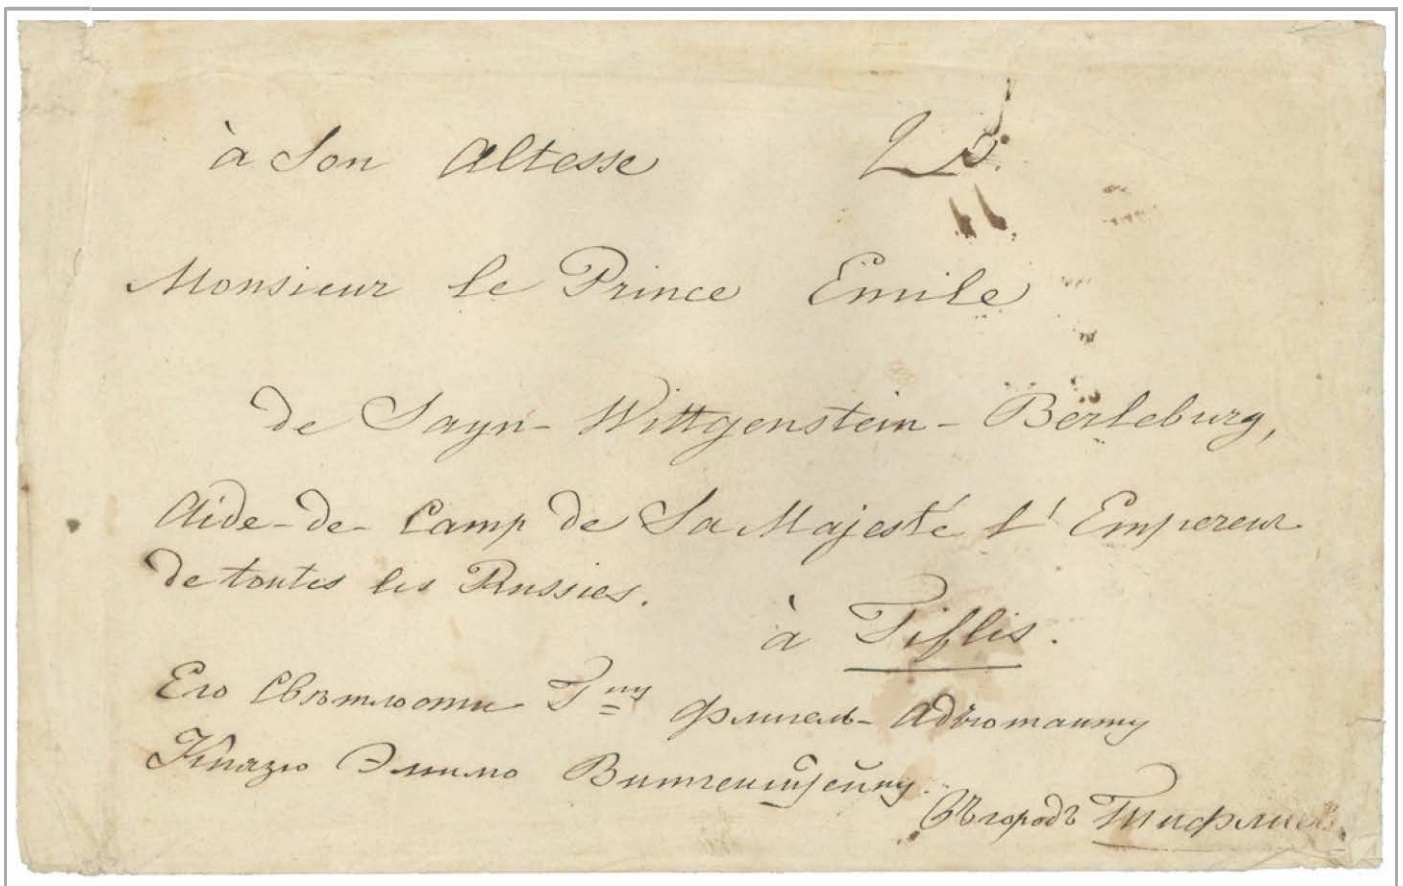 à Son Altesse
Monsieur le Prince Emile
de Sayn-Wittgenstein-Berleburg,
Aide-de-Camp de Sa Majesté l'Empereur
de toutes les Russies.
à Tiflis.
Его Свѣтлости Г-ну Флигель-Адъютанту
Князю Эмилю Витгенштейну.
Въ городъ Тифлисъ.